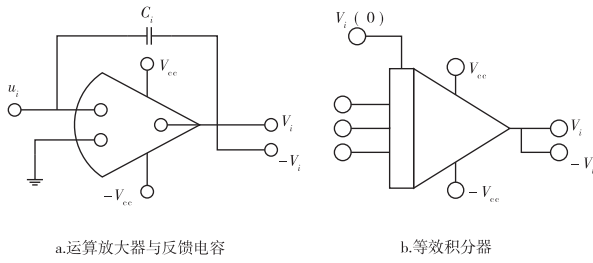 C_i
V_cc
u_i
V_i
-V_i
-V_cc
V_i(0)
V_cc
V_i
-V_i
-V_cc
a.运算放大器与反馈电容
b.等效积分器